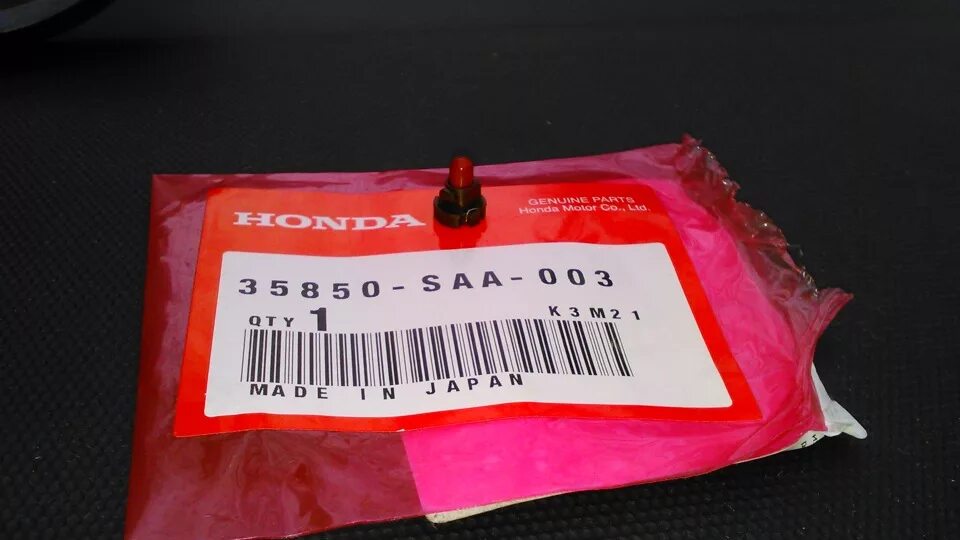 HONDA
GENUINE PARTS
Honda Motor Co., Ltd.
35850-SAA-003
QTY 1 K3M21
MADE IN JAPAN